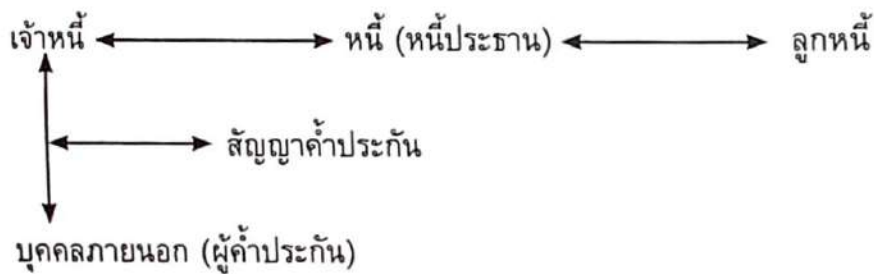 เจ้าหนี้ หนี้ (หนี้ประธาน) ลูกหนี้
สัญญาค้ำประกัน
บุคคลภายนอก (ผู้ค้ำประกัน)